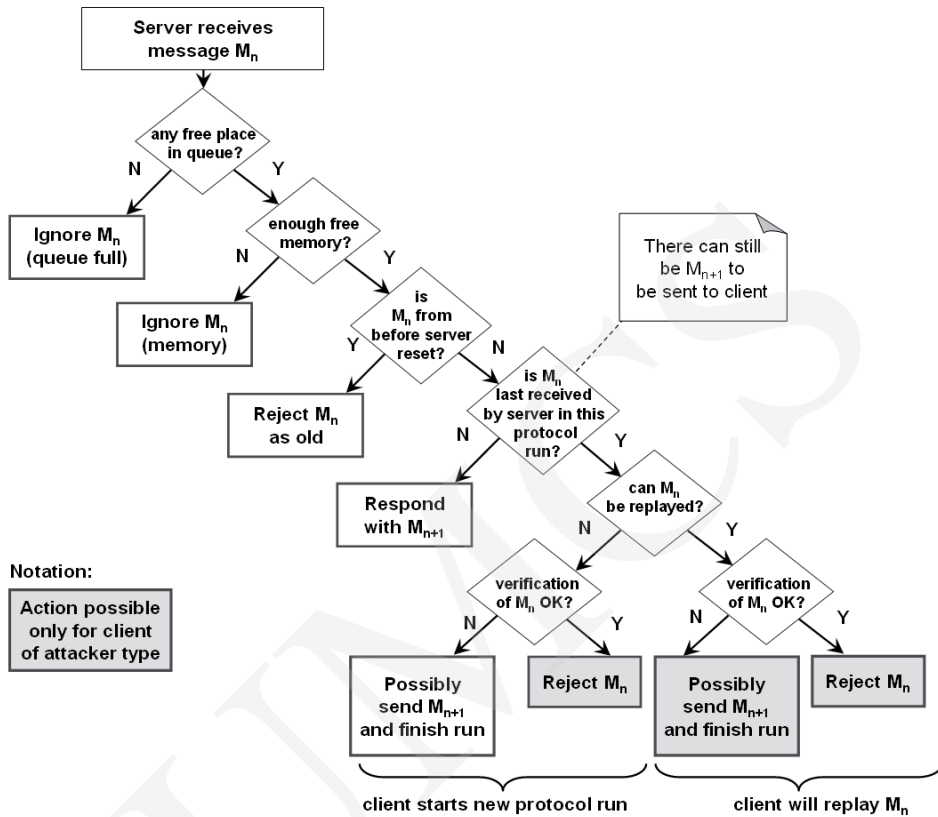 Server receives
message Mn
any free place
in queue?
N
Y
Ignore Mn
(queue full)
enough free
memory?
N
Y
Ignore Mn
(memory)
There can still
be Mn+1 to
be sent to client
is
Mn from
before server
reset?
Y
N
Reject Mn
as old
is Mn
last received
by server in this
protocol
run?
N
Y
Respond
with Mn+1
can Mn
be replayed?
N
Y
Notation:
Action possible
only for client
of attacker type
verification
of Mn OK?
N
Y
verification
of Mn OK?
N
Y
Possibly
send Mn+1
and finish run
Reject Mn
Possibly
send Mn+1
and finish run
Reject Mn
client starts new protocol run
client will replay Mn
UMCS